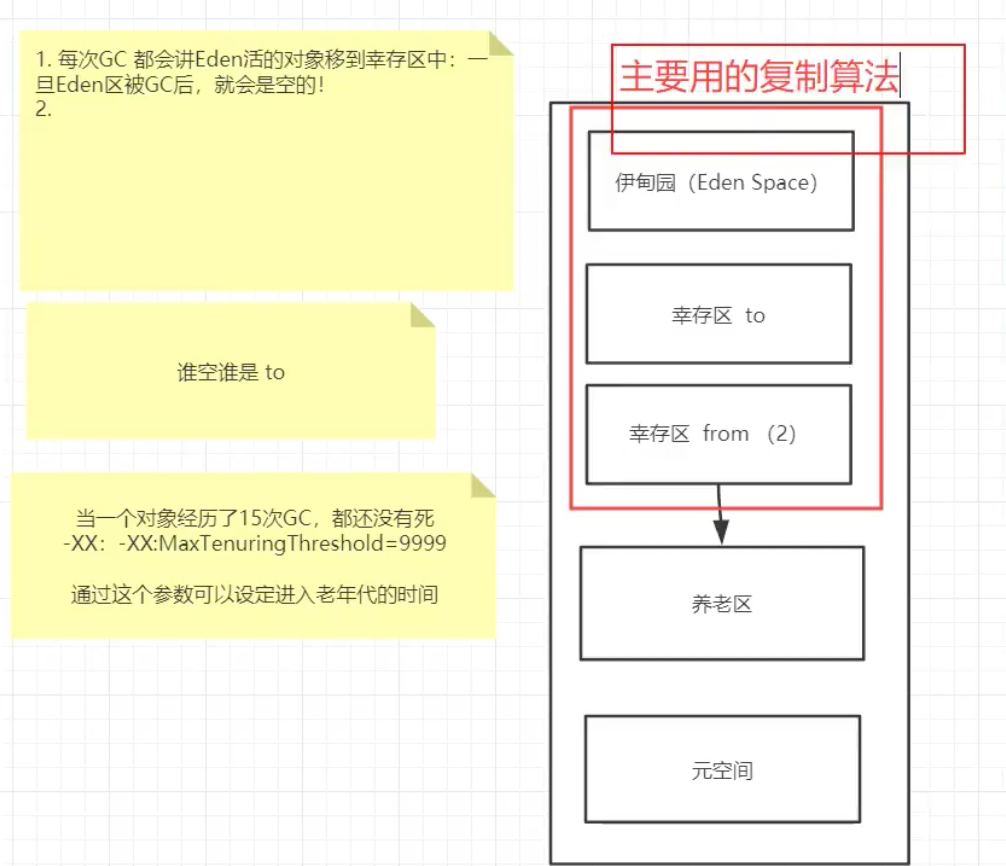 1. 每次GC 都会讲Eden活的对象移到幸存区中：一
旦Eden区被GC后，就会是空的！
2.
谁空谁是 to
当一个对象经历了15次GC，都还没有死
-XX：-XX:MaxTenuringThreshold=9999
通过这个参数可以设定进入老年代的时间
主要用的复制算法
伊甸园（Eden Space）
幸存区 to
幸存区 from （2）
养老区
元空间